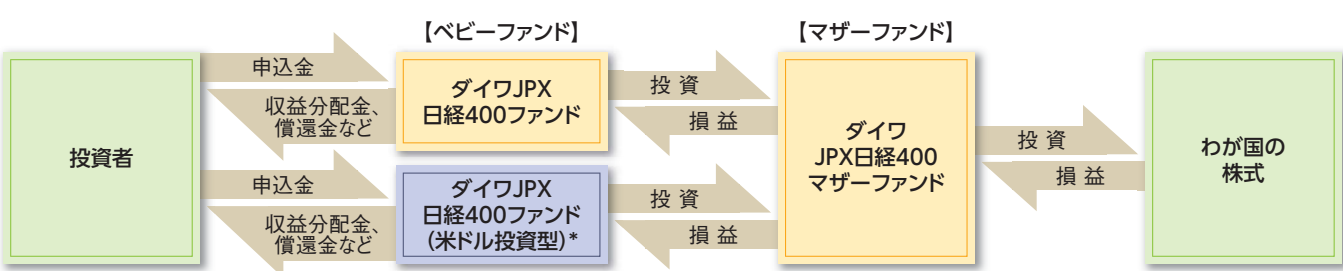 【ベビーファンド】
【マザーファンド】
投資者
申込金
収益分配金、
償還金など
ダイワJPX
日経400ファンド
投 資
損 益
申込金
収益分配金、
償還金など
ダイワJPX
日経400ファンド
(米ドル投資型)*
投 資
損 益
ダイワ
JPX日経400
マザーファンド
投 資
損 益
わが国の
株式